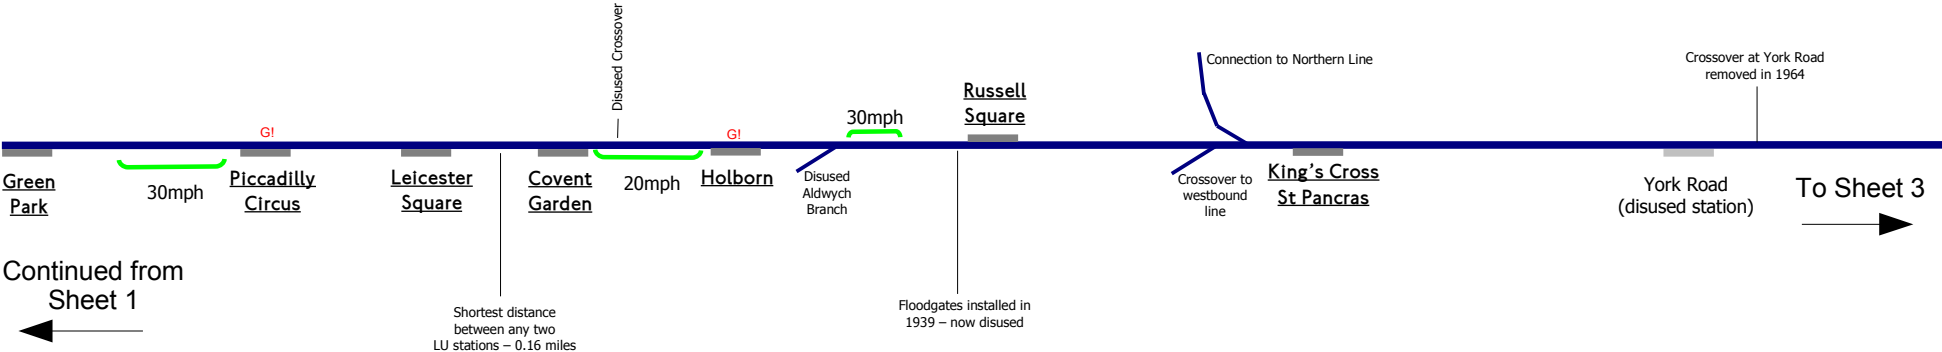 Disused Crossover
Connection to Northern Line
Crossover at York Road
removed in 1964
Russell
Square
30mph
G!
G!
Green
Park
30mph
Piccadilly
Circus
Leicester
Square
Covent
Garden
20mph
Holborn
Disused
Aldwych
Branch
Crossover to
westbound
line
King's Cross
St Pancras
York Road
(disused station)
To Sheet 3
Continued from
Sheet 1
Shortest distance
between any two
LU stations – 0.16 miles
Floodgates installed in
1939 – now disused